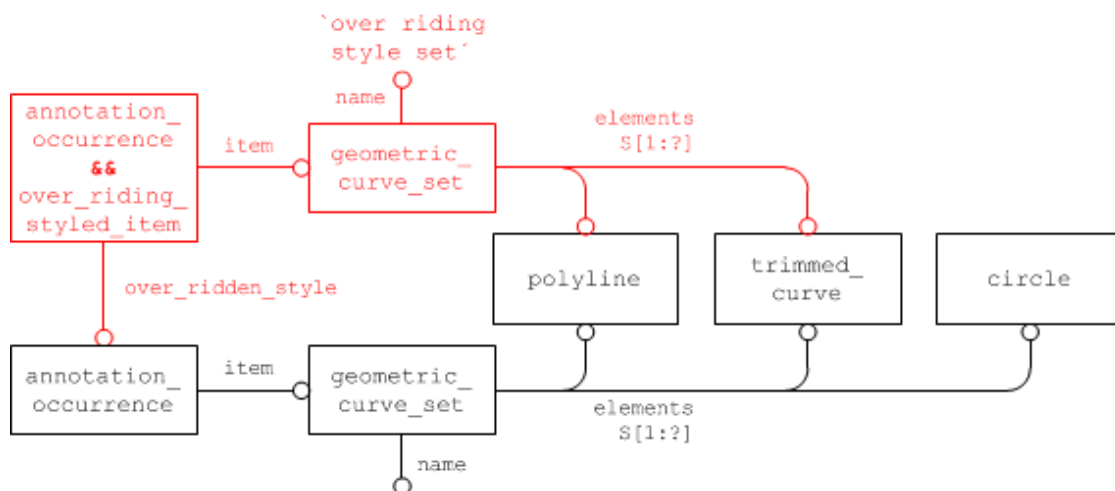 `over riding
style set´
name
annotation_
occurrence
&&
over_riding_
styled_item
item
geometric_
curve_set
elements
S[1:?]
polyline
trimmed_
curve
circle
over_ridden_style
annotation_
occurrence
item
geometric_
curve_set
elements
S[1:?]
name